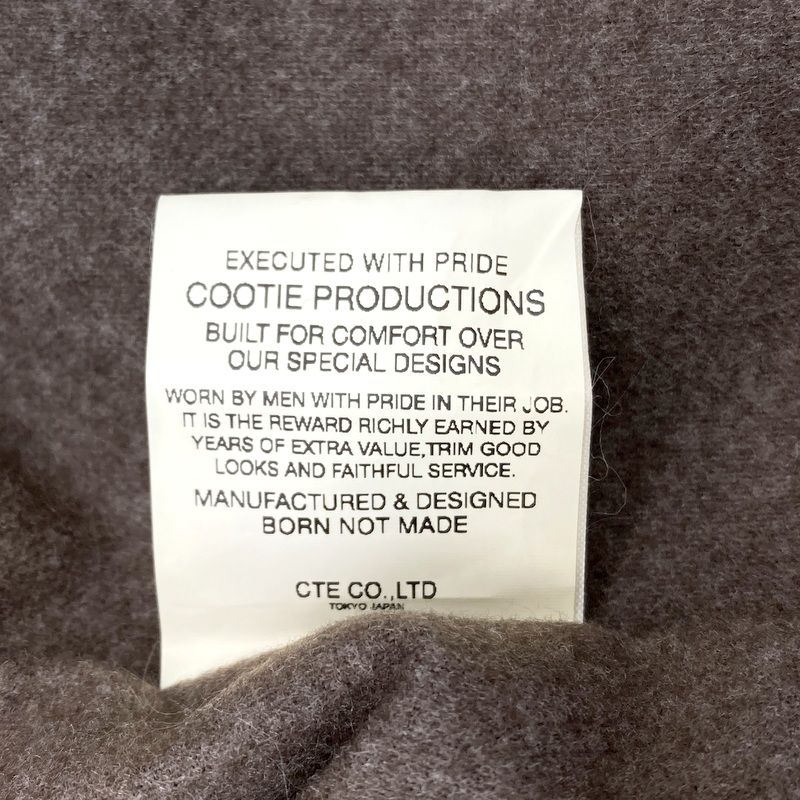 EXECUTED WITH PRIDE
COOTIE PRODUCTIONS
BUILT FOR COMFORT OVER
OUR SPECIAL DESIGNS
WORN BY MEN WITH PRIDE IN THEIR JOB.
IT IS THE REWARD RICHLY EARNED BY
YEARS OF EXTRA VALUE,TRIM GOOD
LOOKS AND FAITHFUL SERVICE.
MANUFACTURED & DESIGNED
BORN NOT MADE
CTE CO.,LTD
TOKYO JAPAN